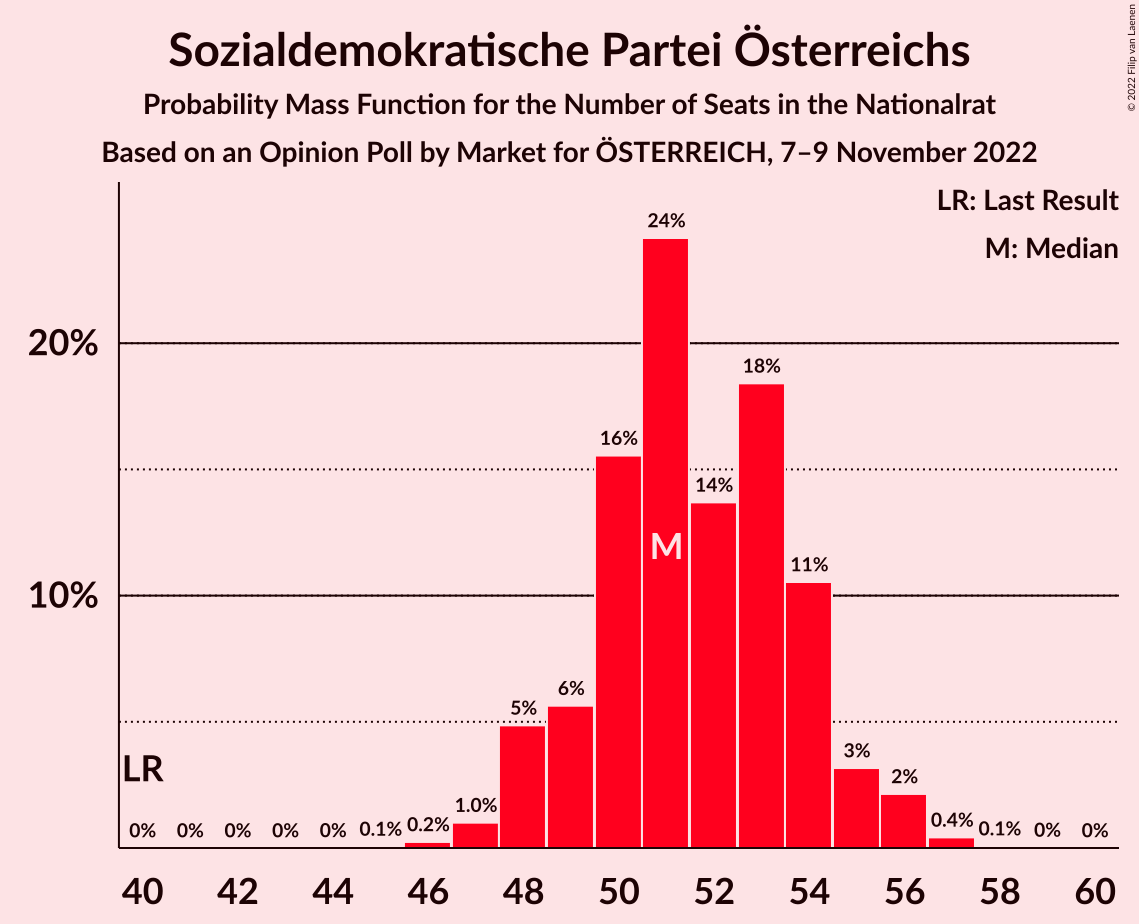 Sozialdemokratische Partei Österreichs
Probability Mass Function for the Number of Seats in the Nationalrat
Based on an Opinion Poll by Market for ÖSTERREICH, 7–9 November 2022
© 2022 Filip van Laenen
LR: Last Result
M: Median
24%
20%
18%
16%
14%
M
11%
10%
6%
5%
3%
LR
2%
1.0%
0% 0% 0% 0% 0% 0.1% 0.2% 0.4% 0.1% 0% 0%
40 42 44 46 48 50 52 54 56 58 60